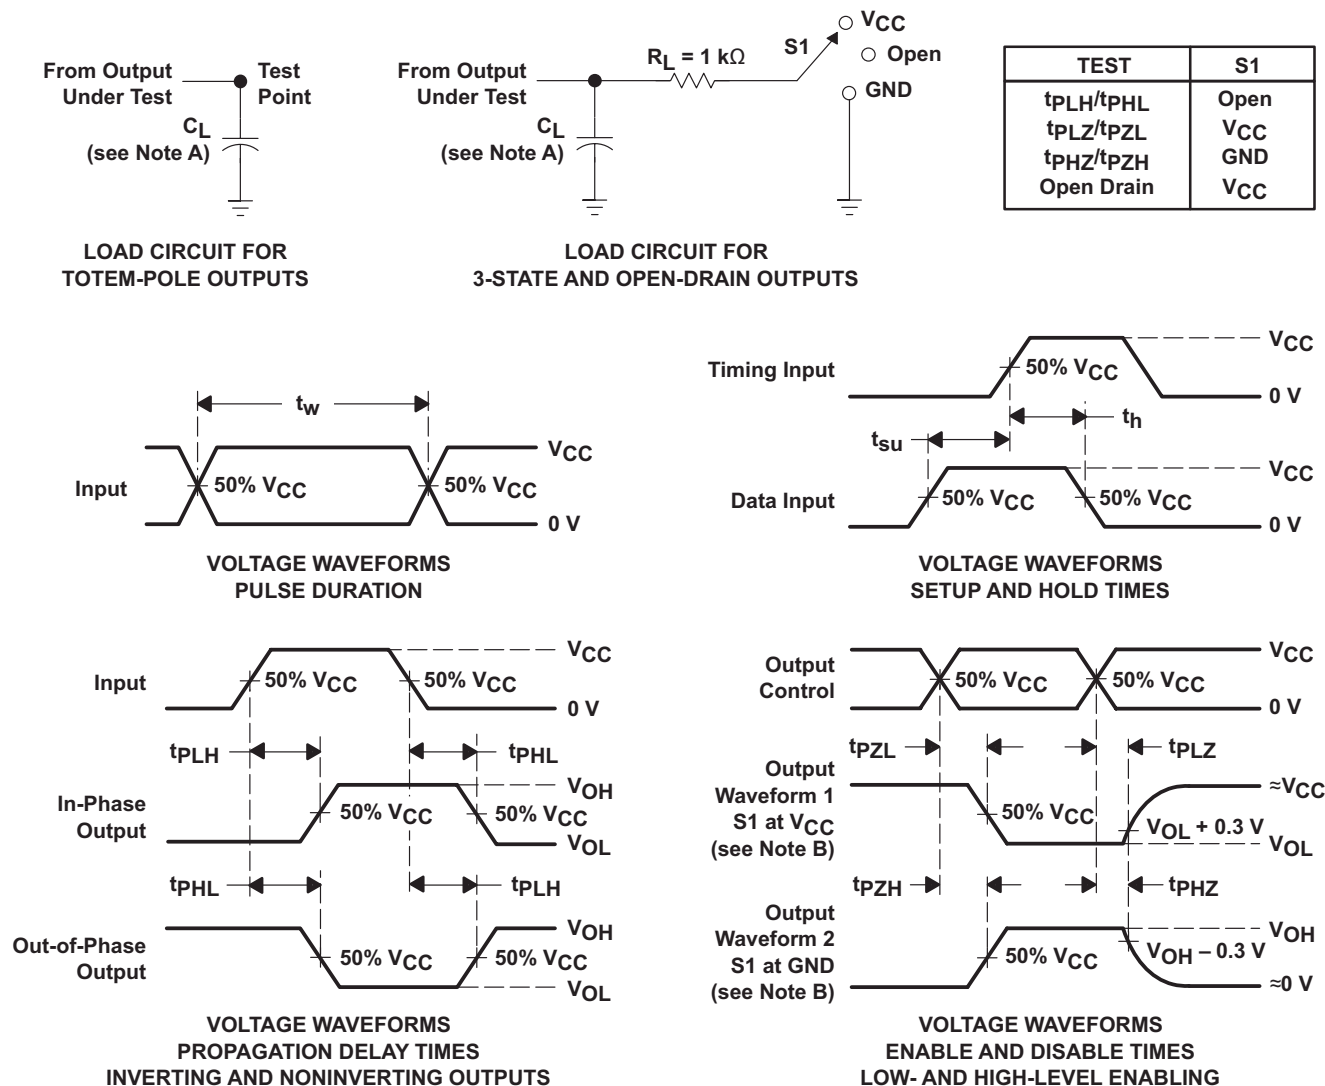 From Output
Under Test
Test
Point
CL
(see Note A)
LOAD CIRCUIT FOR
TOTEM-POLE OUTPUTS
From Output
Under Test
RL = 1 kΩ
S1
VCC
Open
GND
CL
(see Note A)
LOAD CIRCUIT FOR
3-STATE AND OPEN-DRAIN OUTPUTS
TEST S1
tPLH/tPHL Open
tPLZ/tPZL VCC
tPHZ/tPZH GND
Open Drain VCC
tw
Input
50% VCC
50% VCC
VCC
0 V
VOLTAGE WAVEFORMS
PULSE DURATION
Timing Input
50% VCC
VCC
0 V
tsu
th
Data Input
50% VCC
50% VCC
VCC
0 V
VOLTAGE WAVEFORMS
SETUP AND HOLD TIMES
Input
50% VCC
50% VCC
VCC
0 V
tPLH
tPHL
In-Phase
Output
50% VCC
50% VCC
VOH
VOL
tPHL
tPLH
Out-of-Phase
Output
50% VCC
50% VCC
VOH
VOL
VOLTAGE WAVEFORMS
PROPAGATION DELAY TIMES
INVERTING AND NONINVERTING OUTPUTS
Output
Control
50% VCC
50% VCC
VCC
0 V
tPZL
tPLZ
Output
Waveform 1
S1 at VCC
(see Note B)
50% VCC
≈VCC
VOL + 0.3 V
VOL
tPZH
tPHZ
Output
Waveform 2
S1 at GND
(see Note B)
50% VCC
VOH
VOH – 0.3 V
≈0 V
VOLTAGE WAVEFORMS
ENABLE AND DISABLE TIMES
LOW- AND HIGH-LEVEL ENABLING